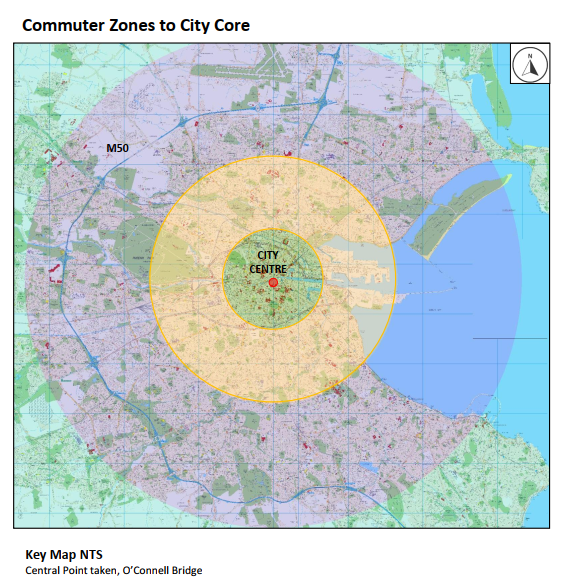 Commuter Zones to City Core
N
M50
CITY
CENTRE
Key Map NTS
Central Point taken, O’Connell Bridge